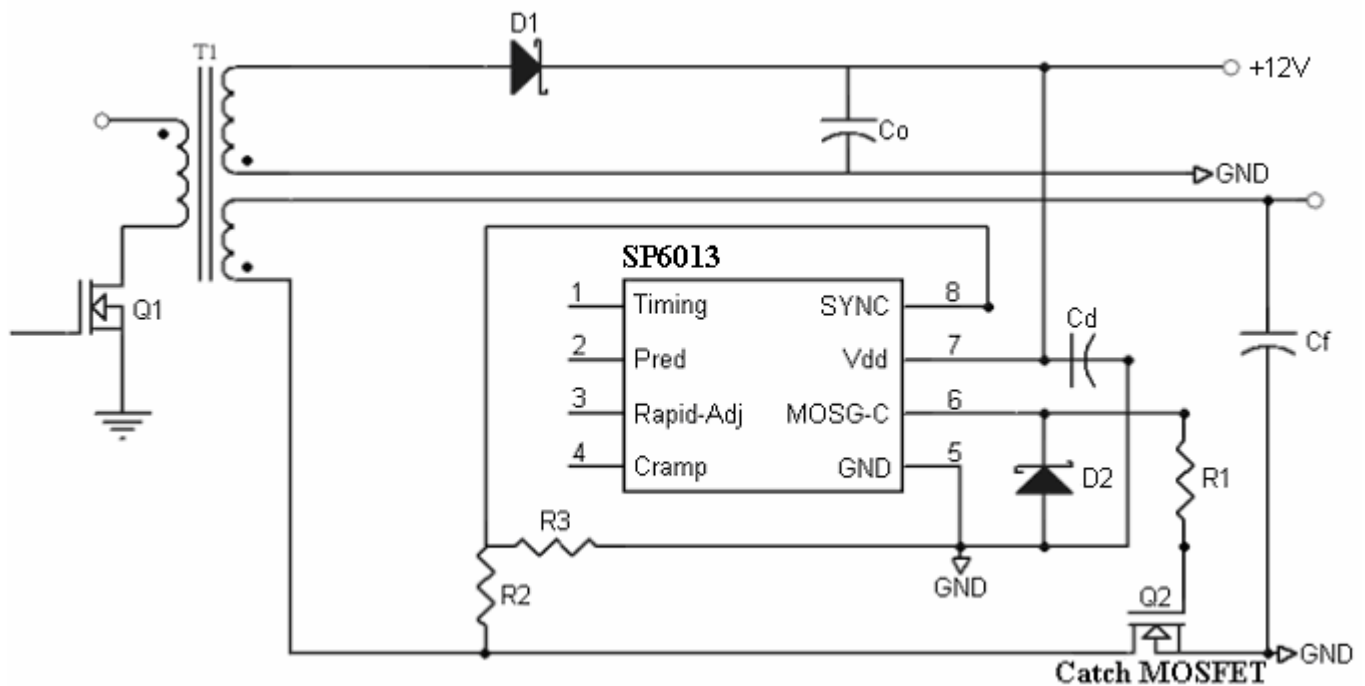 D1
T1
+12V
Co
GND
SP6013
Q1
1 Timing SYNC 8
Cd
Cf
2 Pred Vdd 7
3 Rapid-Adj MOSG-C 6
4 Cramp GND 5
D2
R1
R3
GND
R2
Q2
GND
Catch MOSFET